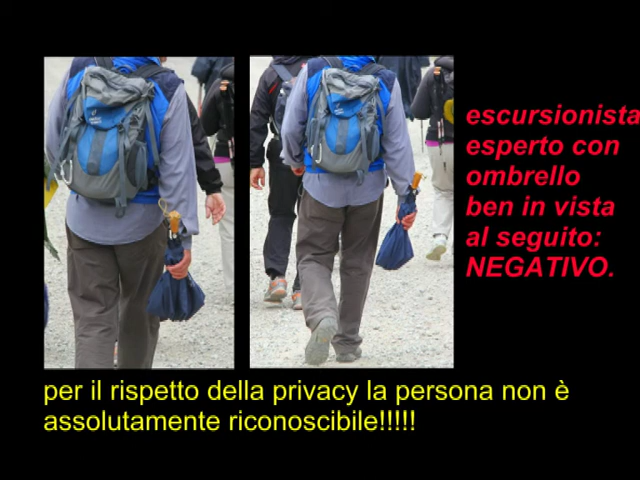 escursionista
esperto con
ombrello
ben in vista
al seguito:
NEGATIVO.
per il rispetto della privacy la persona non è
assolutamente riconoscibile!!!!!